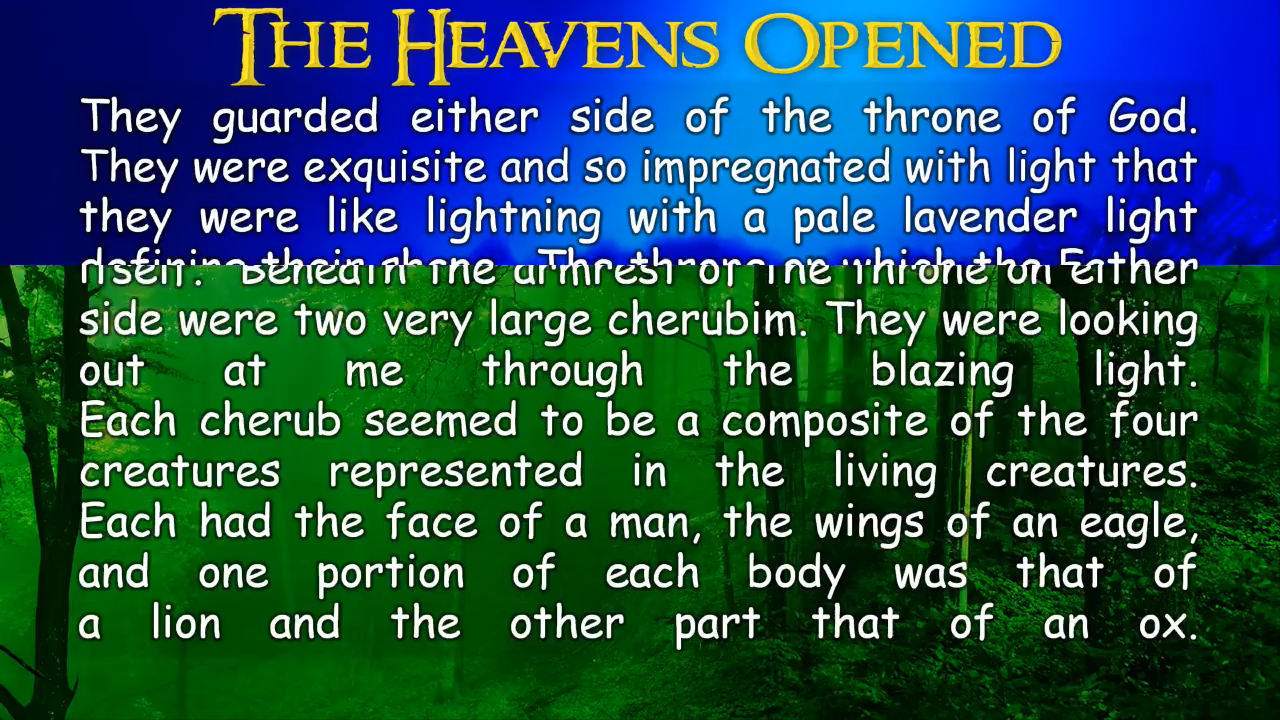 THE HEAVENS OPENED
They guarded either side of the throne of God.
They were exquisite and so impregnated with light that
they were like lightning with a pale lavender light
side were two very large cherubim. They were looking
out at me through the blazing light.
Each cherub seemed to be a composite of the four
creatures represented in the living creatures.
Each had the face of a man, the wings of an eagle,
and one portion of each body was that of
a lion and the other part that of an ox.